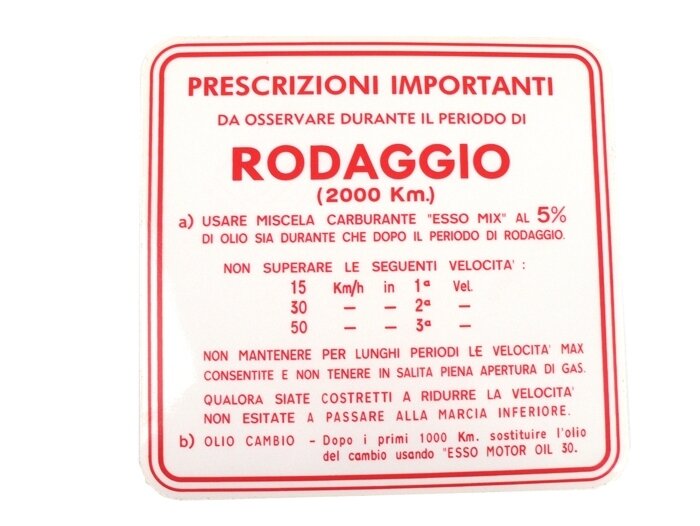 PRESCRIZIONI IMPORTANTI
DA OSSERVARE DURANTE IL PERIODO DI
RODAGGIO
(2000 Km.)
a) USARE MISCELA CARBURANTE "ESSO MIX" AL 5%
DI OLIO SIA DURANTE CHE DOPO IL PERIODO DI RODAGGIO.
NON SUPERARE LE SEGUENTI VELOCITA' :
15 Km/h in 1ª Vel.
30 — — 2ª —
50 — — 3ª —
NON MANTENERE PER LUNGHI PERIODI LE VELOCITA' MAX
CONSENTITE E NON TENERE IN SALITA PIENA APERTURA DI GAS.
QUALORA SIATE COSTRETTI A RIDURRE LA VELOCITA'
NON ESITATE A PASSARE ALLA MARCIA INFERIORE.
b) OLIO CAMBIO – Dopo i primi 1000 Km. sostituire l'olio
del cambio usando "ESSO MOTOR OIL 30.